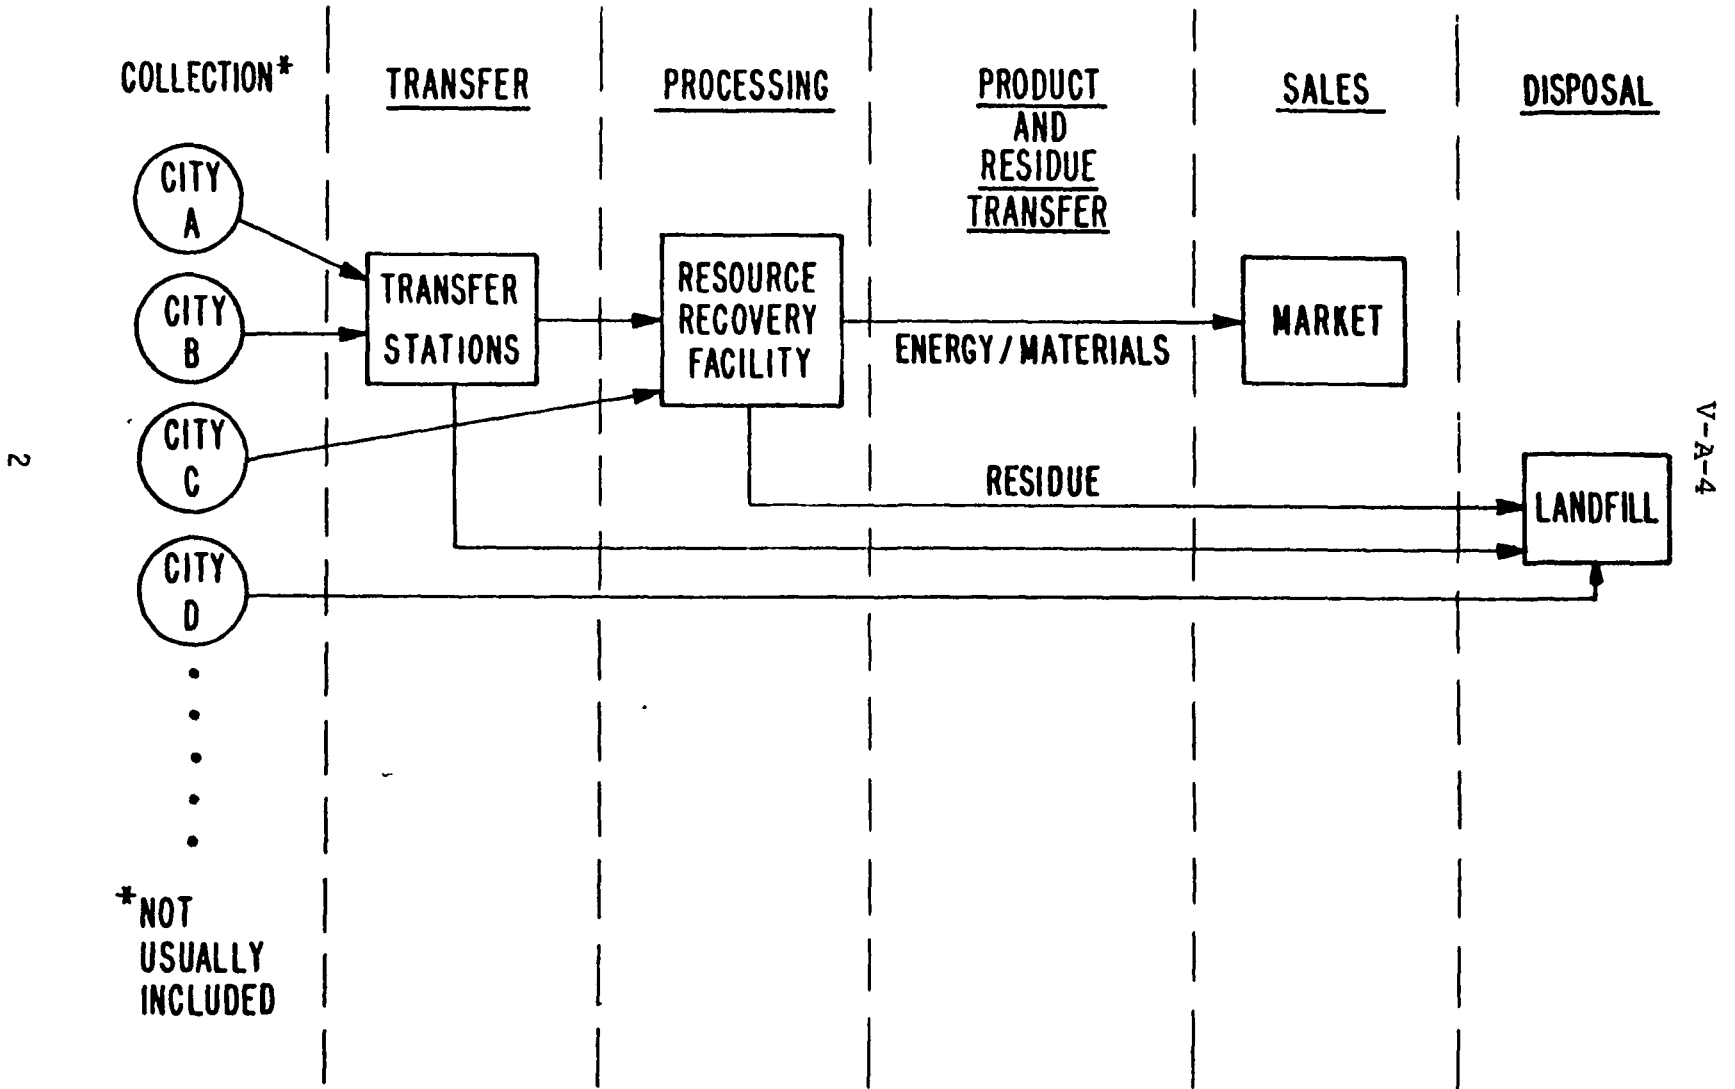 COLLECTION*
TRANSFER
PROCESSING
PRODUCT
AND
RESIDUE
TRANSFER
SALES
DISPOSAL
CITY
A
CITY
B
CITY
C
CITY
D
TRANSFER
STATIONS
RESOURCE
RECOVERY
FACILITY
ENERGY/MATERIALS
MARKET
RESIDUE
LANDFILL
*NOT
USUALLY
INCLUDED
2
V-A-4